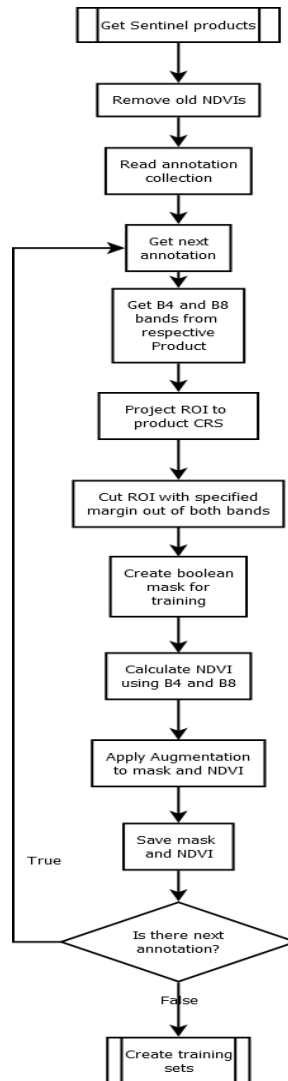 Get Sentinel products
Remove old NDVIs
Read annotation
collection
Get next
annotation
Get B4 and B8
bands from
respective
Product
Project ROI to
product CRS
Cut ROI with specified
margin out of both bands
Create boolean
mask for
training
Calculate NDVI
using B4 and B8
Apply Augmentation
to mask and NDVI
Save mask
and NDVI
True
Is there next
annotation?
False
Create training
sets